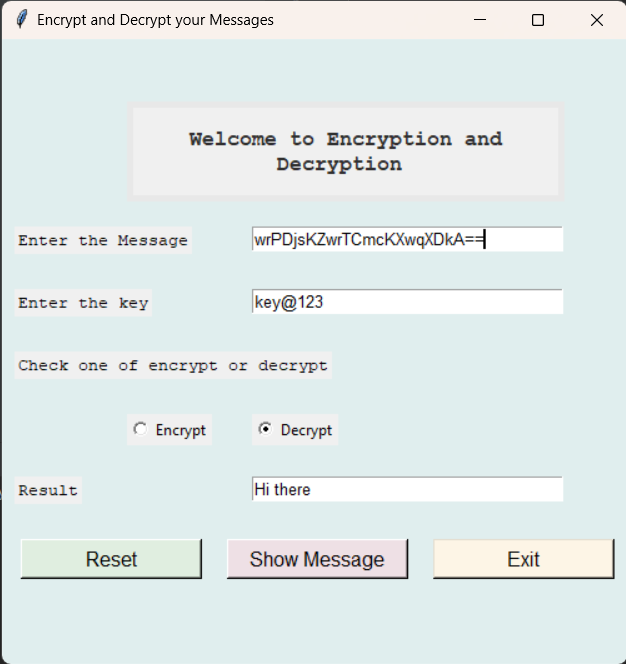 Encrypt and Decrypt your Messages
Welcome to Encryption and
Decryption
Enter the Message wrPDjsKZwrTCmcKXwqXDkA==
Enter the key key@123
Check one of encrypt or decrypt
Encrypt Decrypt
Result Hi there
Reset Show Message Exit